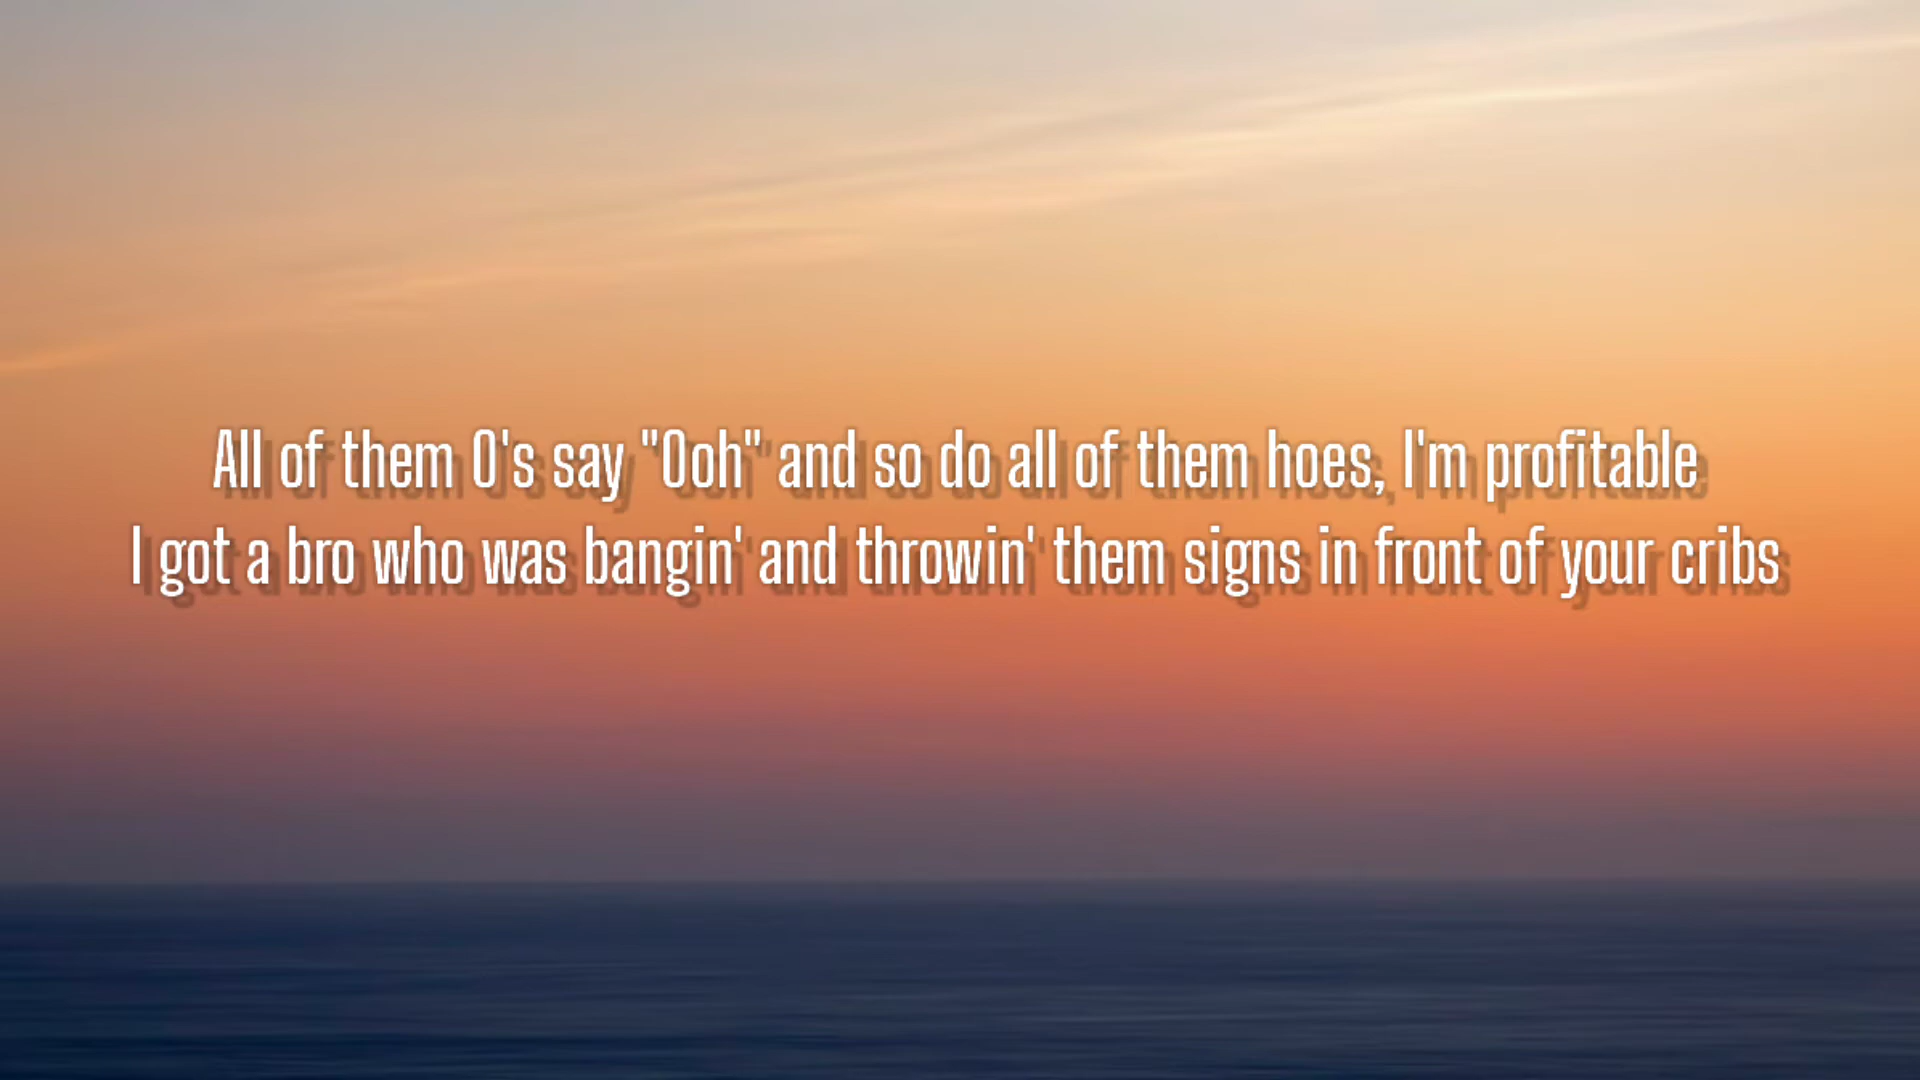 All of them O's say "Ooh" and so do all of them hoes, I'm profitable
I got a bro who was bangin' and throwin' them signs in front of your cribs